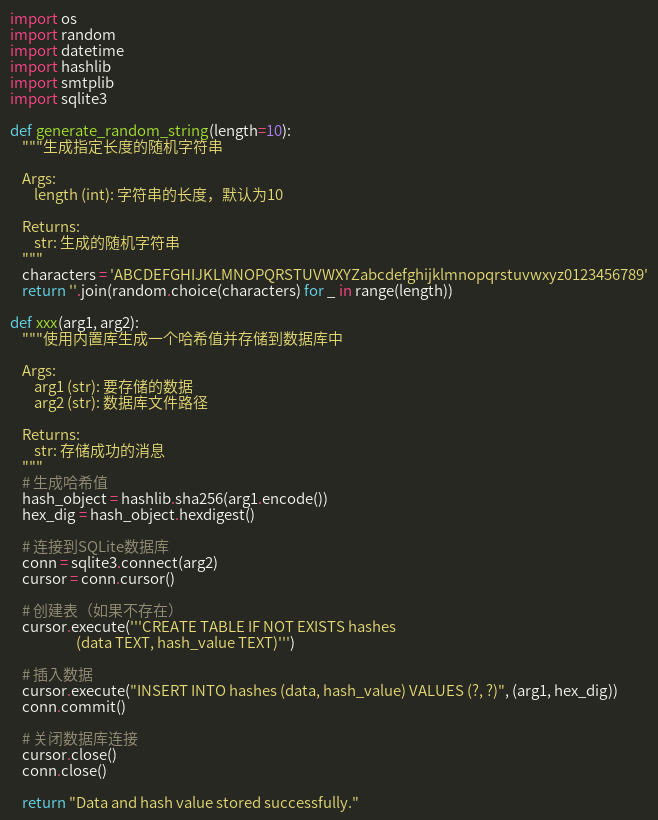 import os
import random
import datetime
import hashlib
import smtplib
import sqlite3
def generate_random_string(length=10):
"""生成指定长度的随机字符串
Args:
length (int): 字符串的长度，默认为10
Returns:
str: 生成的随机字符串
"""
characters = 'ABCDEFGHIJKLMNOPQRSTUVWXYZabcdefghijklmnopqrstuvwxyz0123456789'
return ''.join(random.choice(characters) for _ in range(length))
def xxx(arg1, arg2):
"""使用内置库生成一个哈希值并存储到数据库中
Args:
arg1 (str): 要存储的数据
arg2 (str): 数据库文件路径
Returns:
str: 存储成功的消息
"""
# 生成哈希值
hash_object = hashlib.sha256(arg1.encode())
hex_dig = hash_object.hexdigest()
# 连接到SQLite数据库
conn = sqlite3.connect(arg2)
cursor = conn.cursor()
# 创建表（如果不存在）
cursor.execute('''CREATE TABLE IF NOT EXISTS hashes
(data TEXT, hash_value TEXT)''')
# 插入数据
cursor.execute("INSERT INTO hashes (data, hash_value) VALUES (?, ?)", (arg1, hex_dig))
conn.commit()
# 关闭数据库连接
cursor.close()
conn.close()
return "Data and hash value stored successfully."